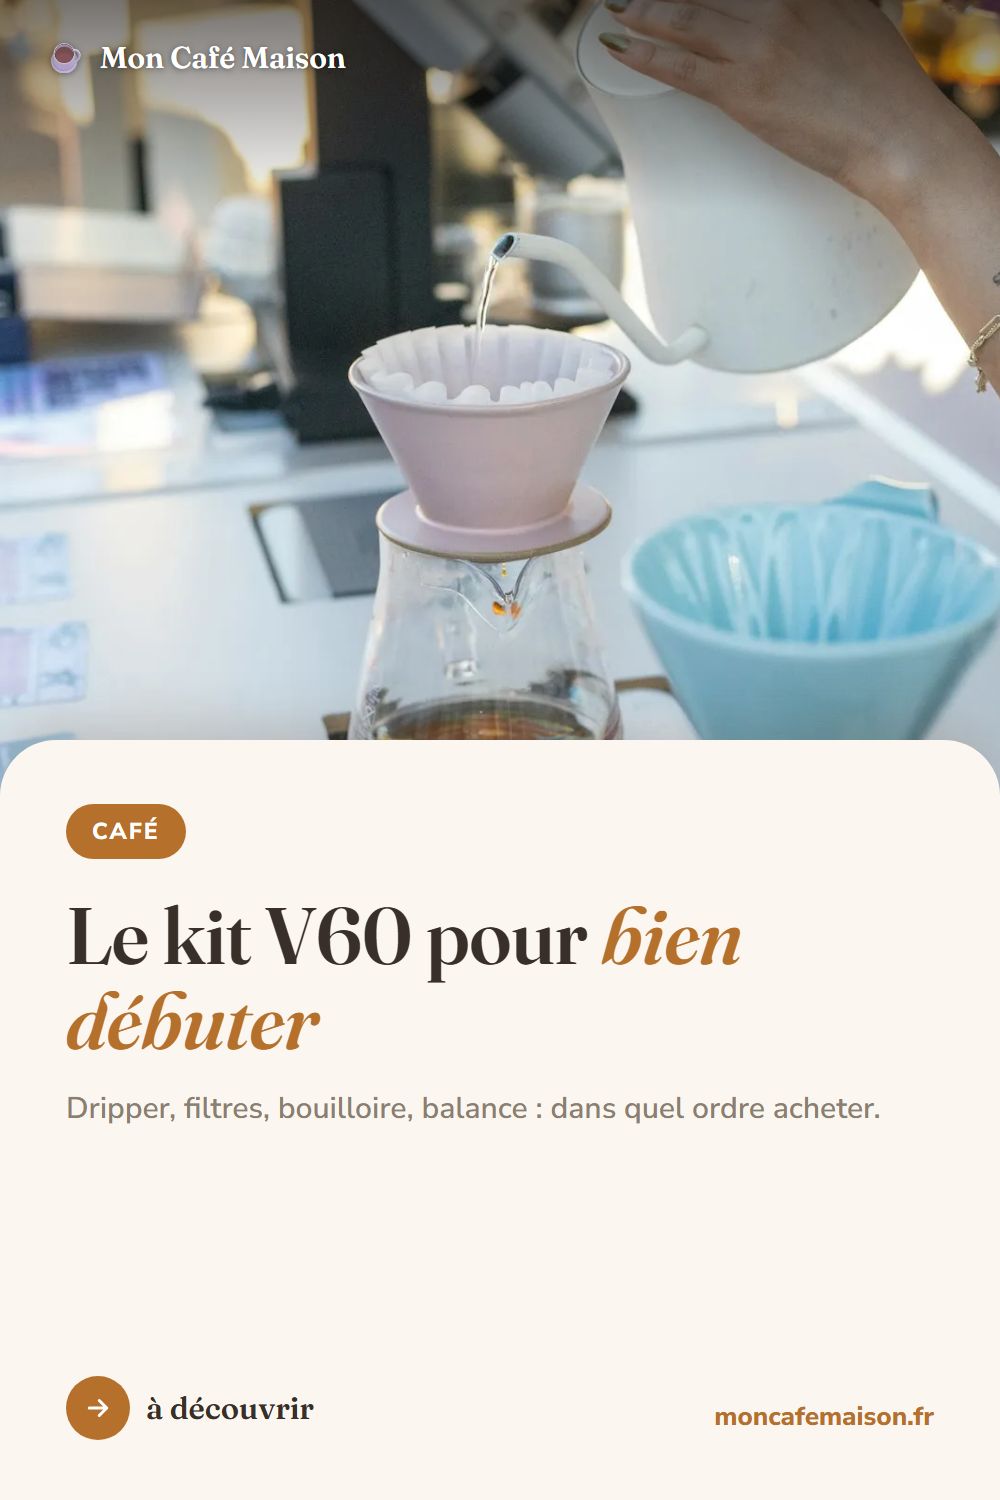 Mon Café Maison
CAFÉ
Le kit V60 pour bien
débuter
Dripper, filtres, bouilloire, balance : dans quel ordre acheter.
à découvrir
moncafemaison.fr